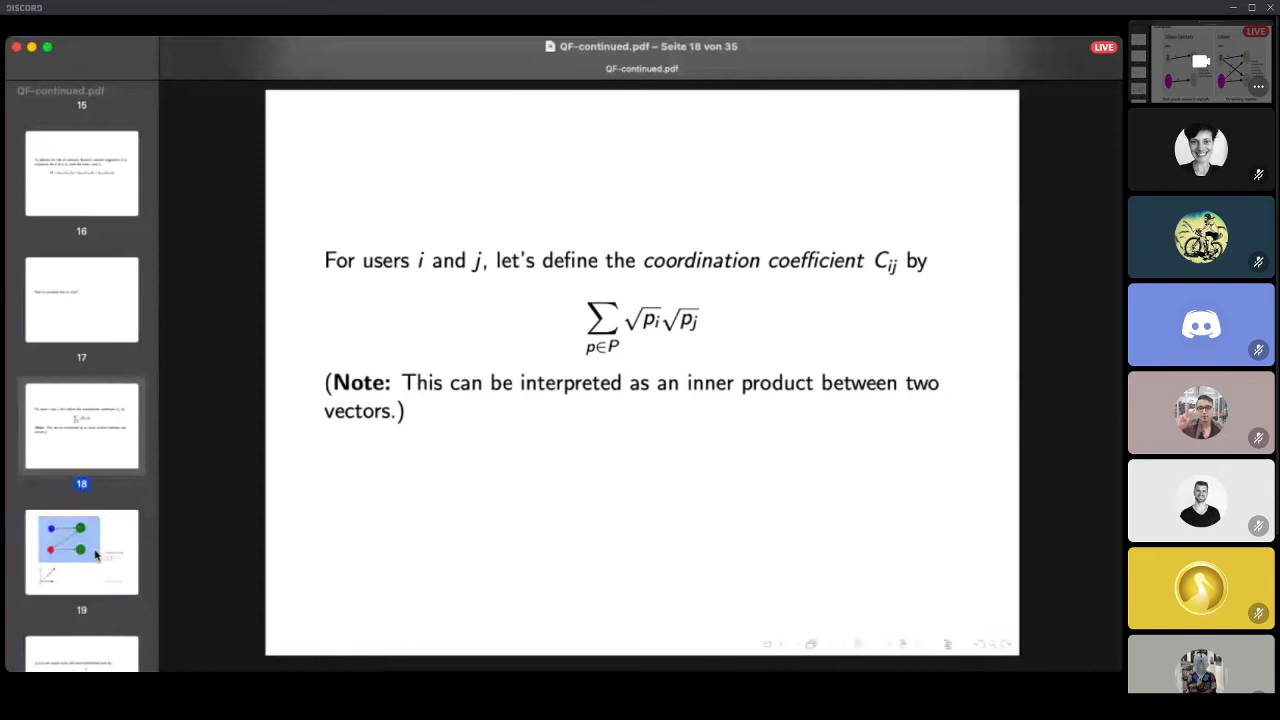 DISCORD
QF-continued.pdf – Seite 18 von 35
QF-continued.pdf
LIVE
LIVE
QF-continued.pdf
15
16
17
18
19
For users i and j, let's define the coordination coefficient C_ij by
∑ √p_i √p_j
p∈P
(Note: This can be interpreted as an inner product between two
vectors.)